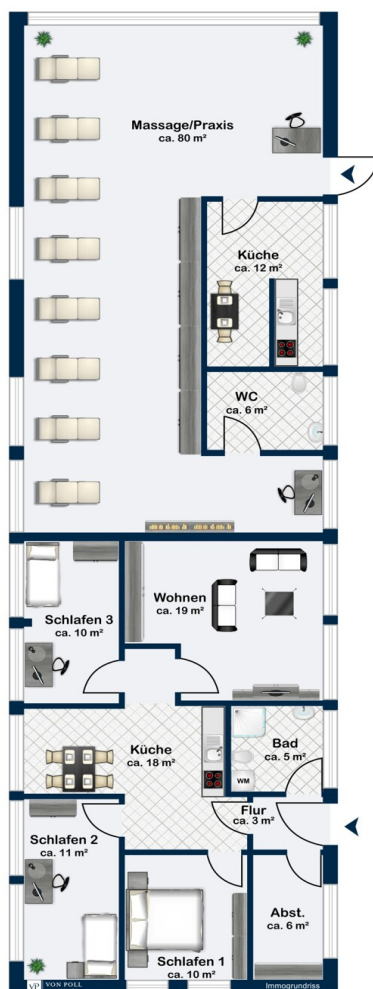 Massage/Praxis
ca. 80 m²
Küche
ca. 12 m²
WC
ca. 6 m²
Schlafen 3
ca. 10 m²
Wohnen
ca. 19 m²
Küche
ca. 18 m²
Bad
ca. 5 m²
WM
Flur
ca. 3 m²
Schlafen 2
ca. 11 m²
Schlafen 1
ca. 10 m²
Abst.
ca. 6 m²
VP VON POLL
Immogrundriss